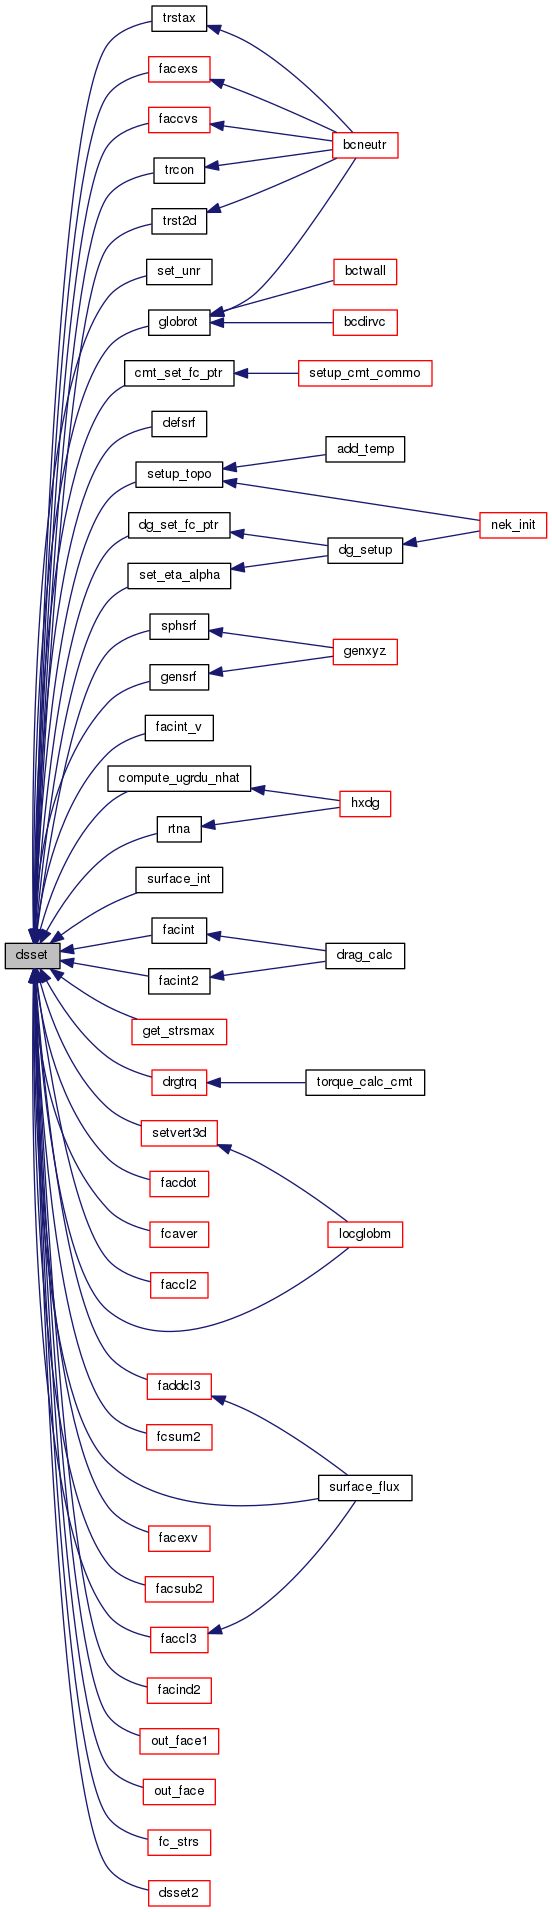 trstax
facexs
faccvs
bcneutr
trcon
trst2d
set_unr
bctwall
globrot
bcdirvc
cmt_set_fc_ptr
setup_cmt_commo
defsrf
add_temp
setup_topo
dg_set_fc_ptr
nek_init
dg_setup
set_eta_alpha
sphsrf
genxyz
gensrf
facint_v
compute_ugrdu_nhat
hxdg
rtna
surface_int
facint
dsset
drag_calc
facint2
get_strsmax
drgtrq
torque_calc_cmt
setvert3d
facdot
fcaver
locglobm
faccl2
faddcl3
fcsum2
surface_flux
facexv
facsub2
faccl3
facind2
out_face1
out_face
fc_strs
dsset2